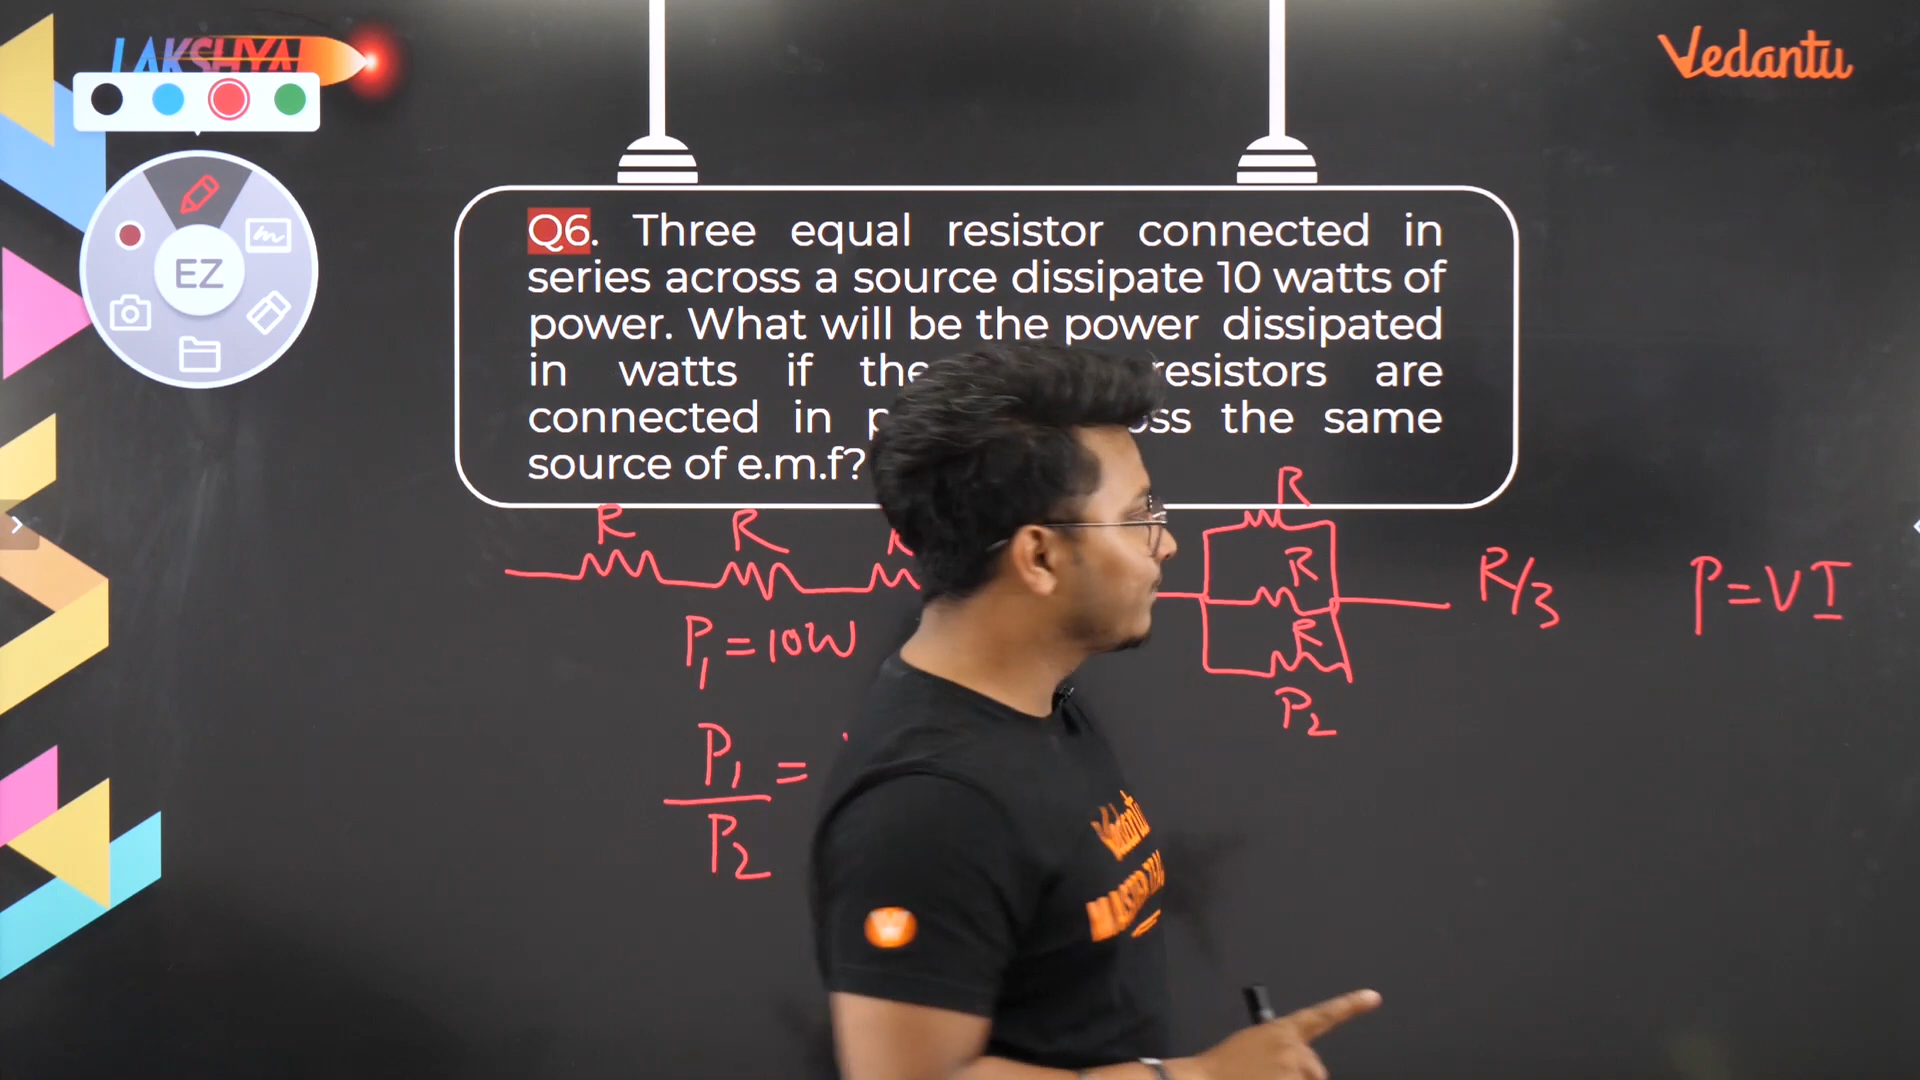 LAKSHYA
Vedantu
EZ
Q6. Three equal resistor connected in
series across a source dissipate 10 watts of
power. What will be the power dissipated
in watts if the resistors are
connected in the same
source of e.m.f?
R R R
R
R
R
R/3
P = VI
P₁ = 10W
P₂
P₁
=
P₂
Vedantu